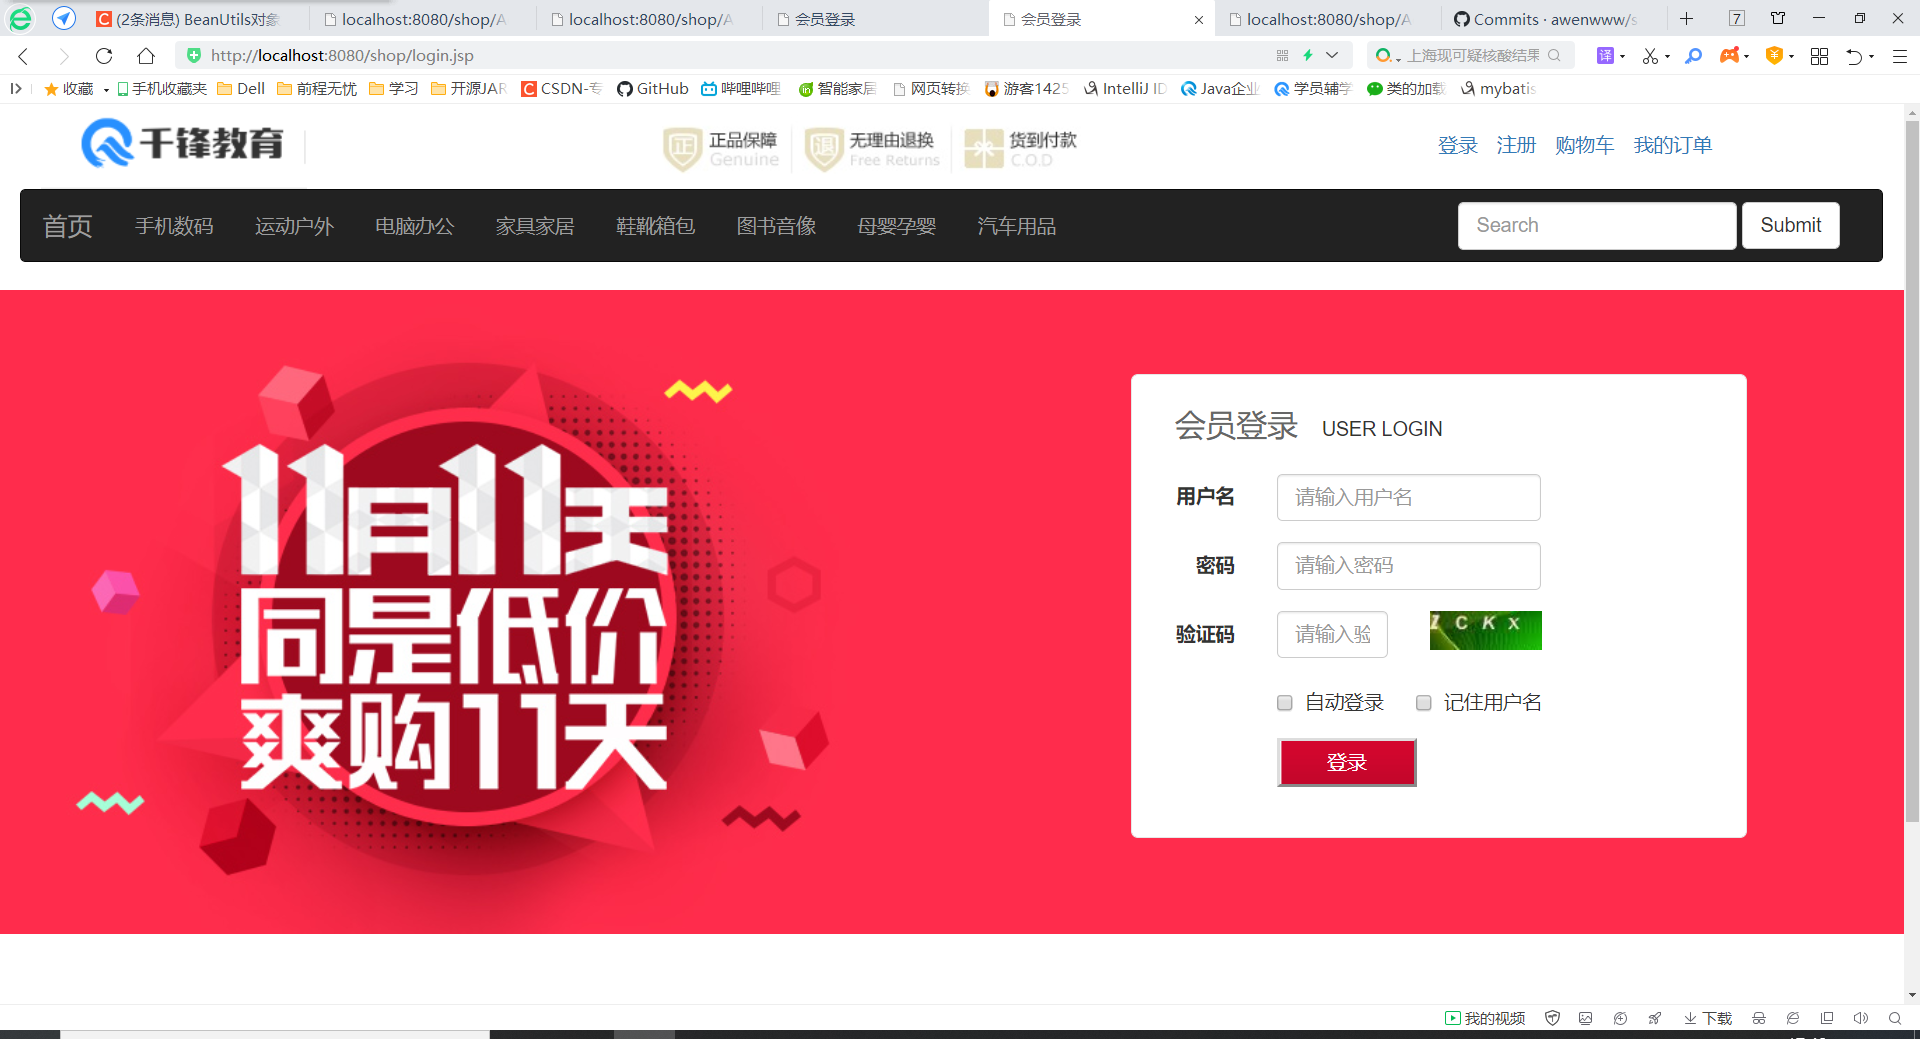 (2条消息) BeanUtils对象
localhost:8080/shop/A
localhost:8080/shop/A
会员登录
会员登录
localhost:8080/shop/A
Commits · awenwww/s
7
http://localhost:8080/shop/login.jsp
上海现可疑核酸结果
译
收藏
手机收藏夹
Dell
前程无忧
学习
开源JAR
CSDN-专
GitHub
哔哩哔哩
智能家居
网页转换
游客1425
IntelliJ ID
Java企业
学员辅学
类的加载
mybatis
千锋教育
正 正品保障
Genuine
退 无理由退换
Free Returns
货到付款
C.O.D
登录 注册 购物车 我的订单
首页 手机数码 运动户外 电脑办公 家具家居 鞋靴箱包 图书音像 母婴孕婴 汽车用品
Search
Submit
11月11天
同是低价
爽购11天
会员登录 USER LOGIN
用户名 请输入用户名
密码 请输入密码
验证码 请输入验
Z C K X
自动登录 记住用户名
登录
我的视频
下载